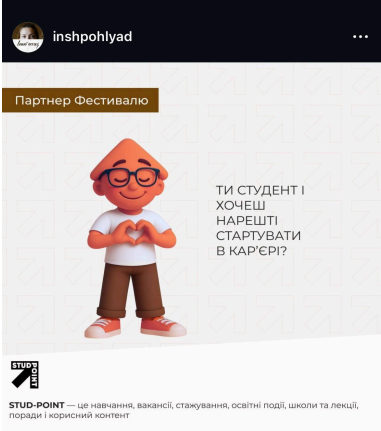 inshpohlyad
Партнер Фестивалю
ТИ СТУДЕНТ І
ХОЧЕШ
НАРЕШТІ
СТАРТУВАТИ
В КАР’ЄРІ?
STUD
POINT
STUD-POINT — це навчання, вакансії, стажування, освітні події, школи та лекції,
поради і корисний контент